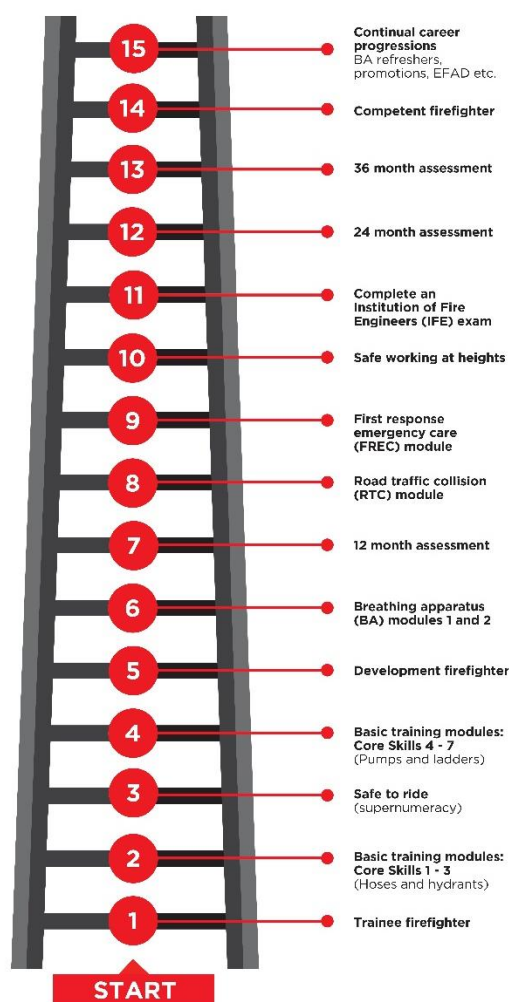 15
Continual career
progressions
BA refreshers,
promotions, EFAD etc.
14
Competent firefighter
13
36 month assessment
12
24 month assessment
11
Complete an
Institution of Fire
Engineers (IFE) exam
10
Safe working at heights
9
First response
emergency care
(FREC) module
8
Road traffic collision
(RTC) module
7
12 month assessment
6
Breathing apparatus
(BA) modules 1 and 2
5
Development firefighter
4
Basic training modules:
Core Skills 4 - 7
(Pumps and ladders)
3
Safe to ride
(supernumeracy)
2
Basic training modules:
Core Skills 1 - 3
(Hoses and hydrants)
1
Trainee firefighter
START